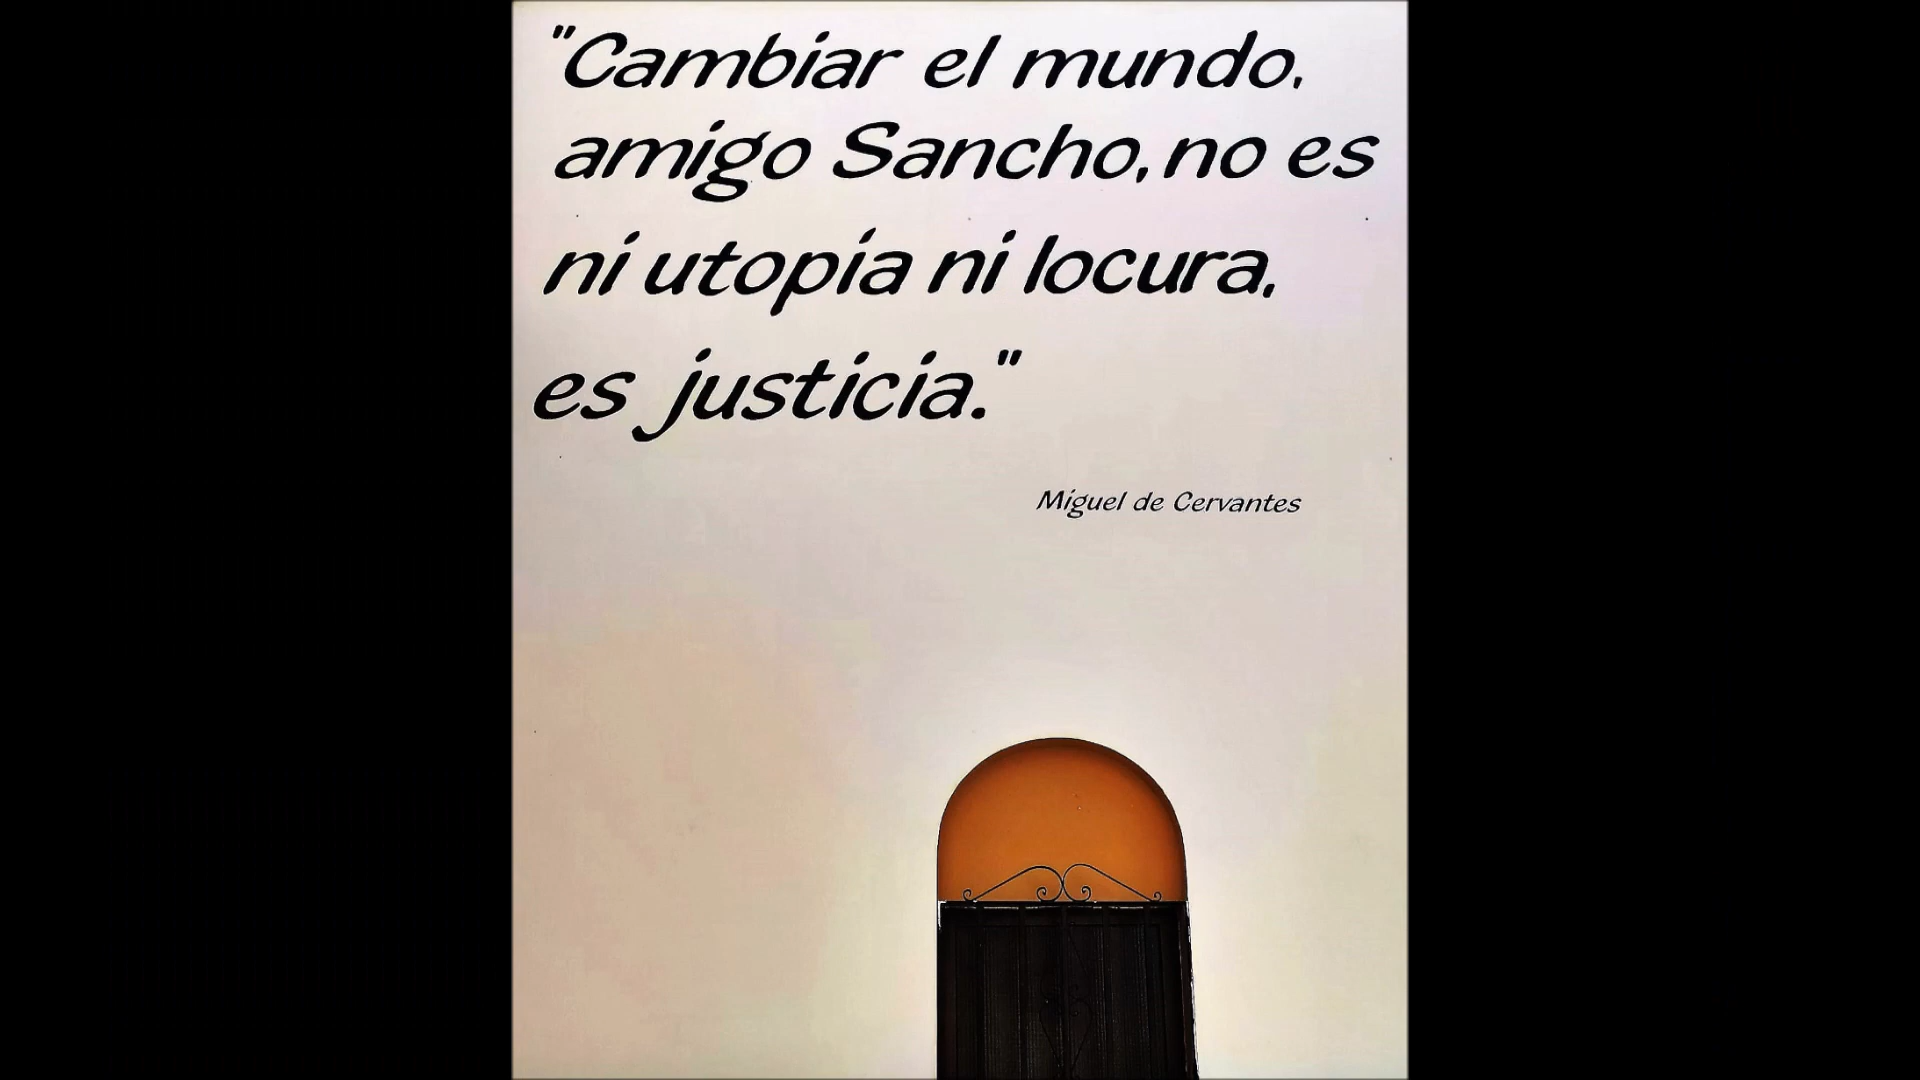 "Cambiar el mundo,
amigo Sancho, no es
ni utopía ni locura,
es justicia."
Miguel de Cervantes